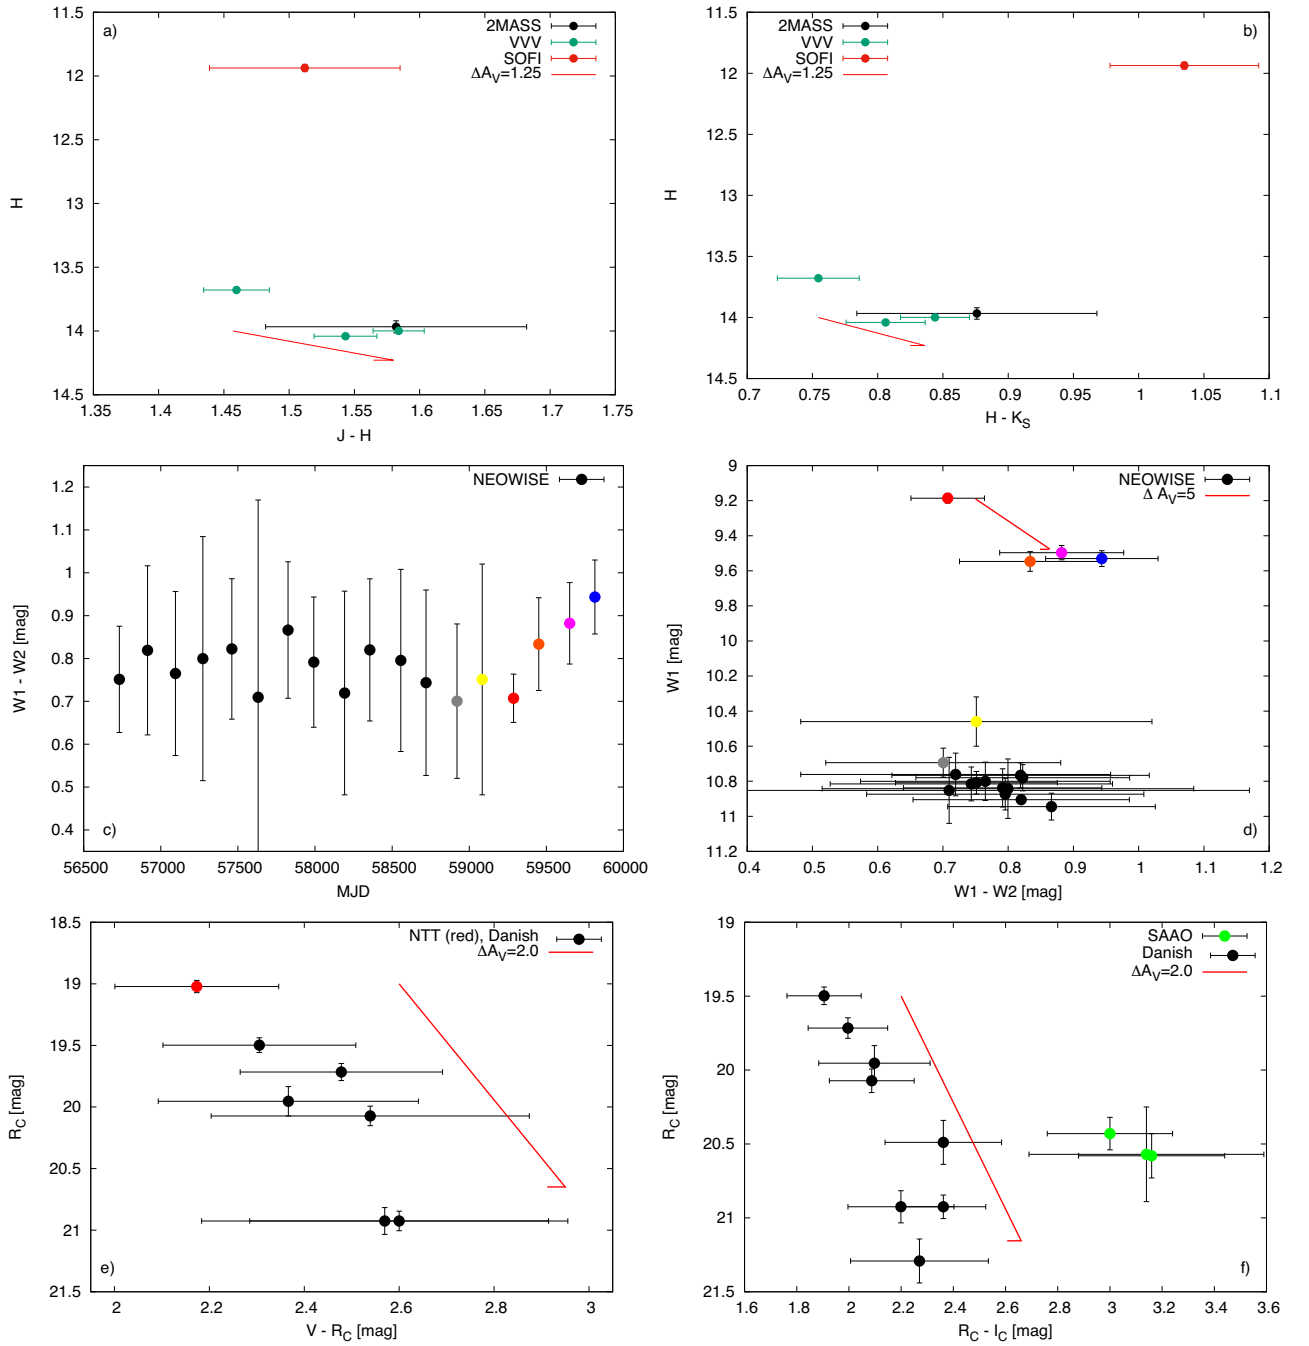 a)
2MASS
VVV
SOFI
ΔA_V=1.25
11.5
12
12.5
13
13.5
14
14.5
H
1.35
1.4
1.45
1.5
1.55
1.6
1.65
1.7
1.75
J - H
b)
2MASS
VVV
SOFI
ΔA_V=1.25
11.5
12
12.5
13
13.5
14
14.5
H
0.7
0.75
0.8
0.85
0.9
0.95
1
1.05
1.1
H - K_S
c)
NEOWISE
1.2
1.1
1
0.9
0.8
0.7
0.6
0.5
0.4
W1 - W2 [mag]
56500
57000
57500
58000
58500
59000
59500
60000
MJD
d)
NEOWISE
Δ A_V=5
9
9.2
9.4
9.6
9.8
10
10.2
10.4
10.6
10.8
11
11.2
W1 [mag]
0.4
0.5
0.6
0.7
0.8
0.9
1
1.1
1.2
W1 - W2 [mag]
e)
NTT (red), Danish
ΔA_V=2.0
18.5
19
19.5
20
20.5
21
21.5
R_C [mag]
2
2.2
2.4
2.6
2.8
3
V - R_C [mag]
f)
SAAO
Danish
ΔA_V=2.0
19
19.5
20
20.5
21
21.5
R_C [mag]
1.6
1.8
2
2.2
2.4
2.6
2.8
3
3.2
3.4
3.6
R_C - I_C [mag]